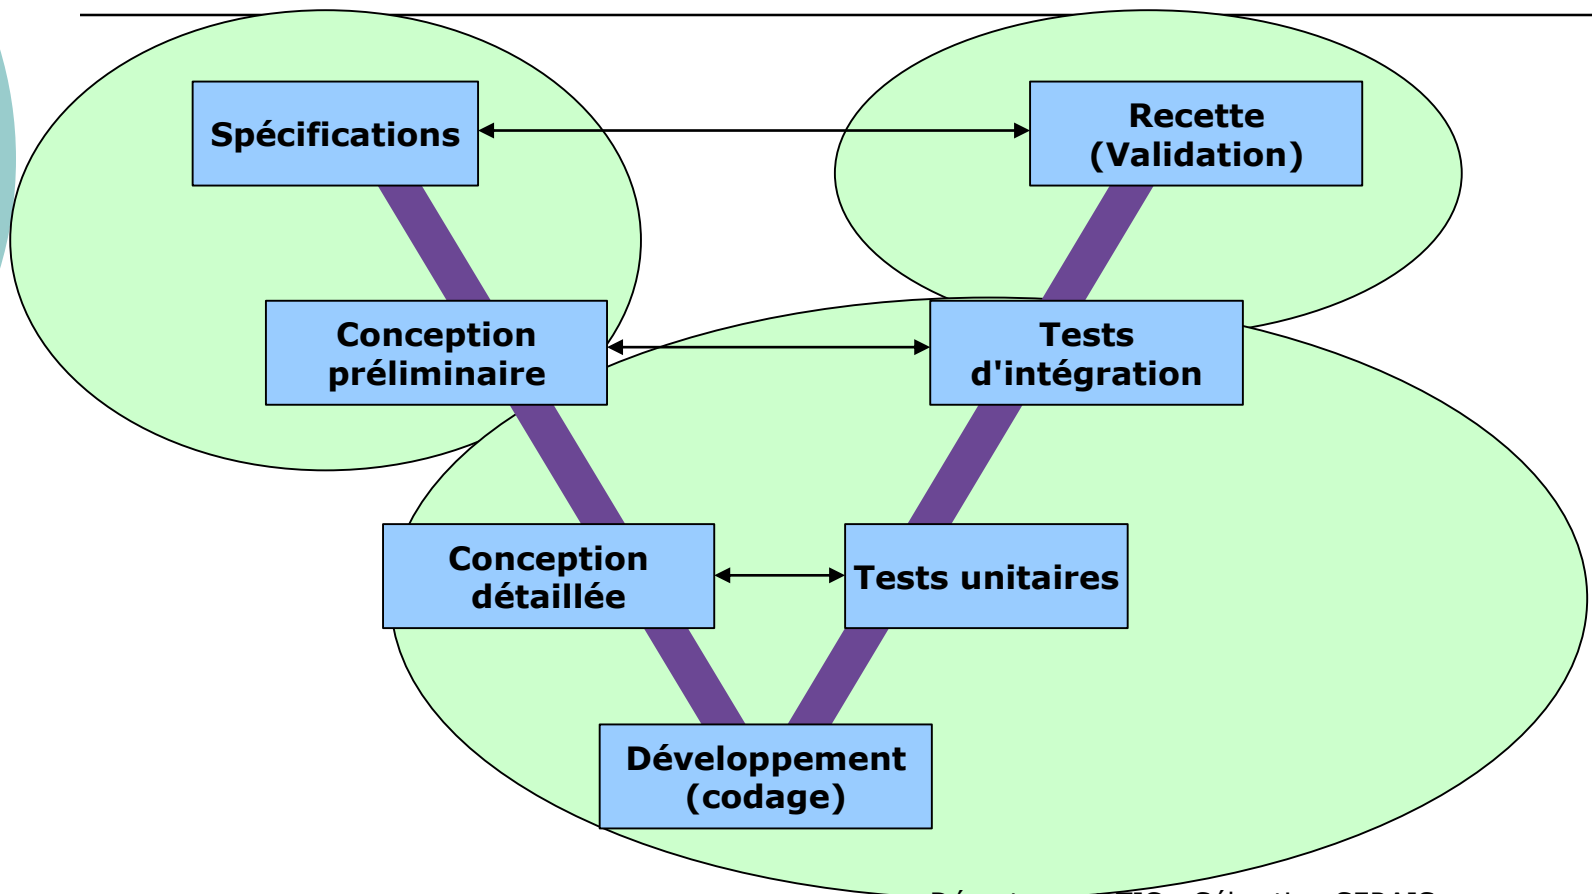 Spécifications
Recette
(Validation)
Conception
préliminaire
Tests
d'intégration
Conception
détaillée
Tests unitaires
Développement
(codage)